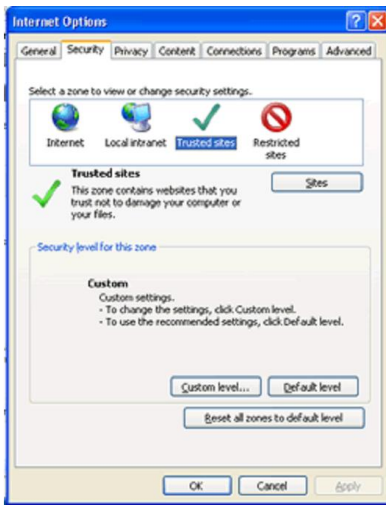 Internet Options
General Security Privacy Content Connections Programs Advanced
Select a zone to view or change security settings.
Internet Local intranet Trusted sites Restricted sites
Trusted sites
Sites
This zone contains websites that you
trust not to damage your computer or
your files.
Security level for this zone
Custom
Custom settings.
- To change the settings, click Custom level.
- To use the recommended settings, click Default level.
Custom level... Default level
Reset all zones to default level
OK Cancel Apply